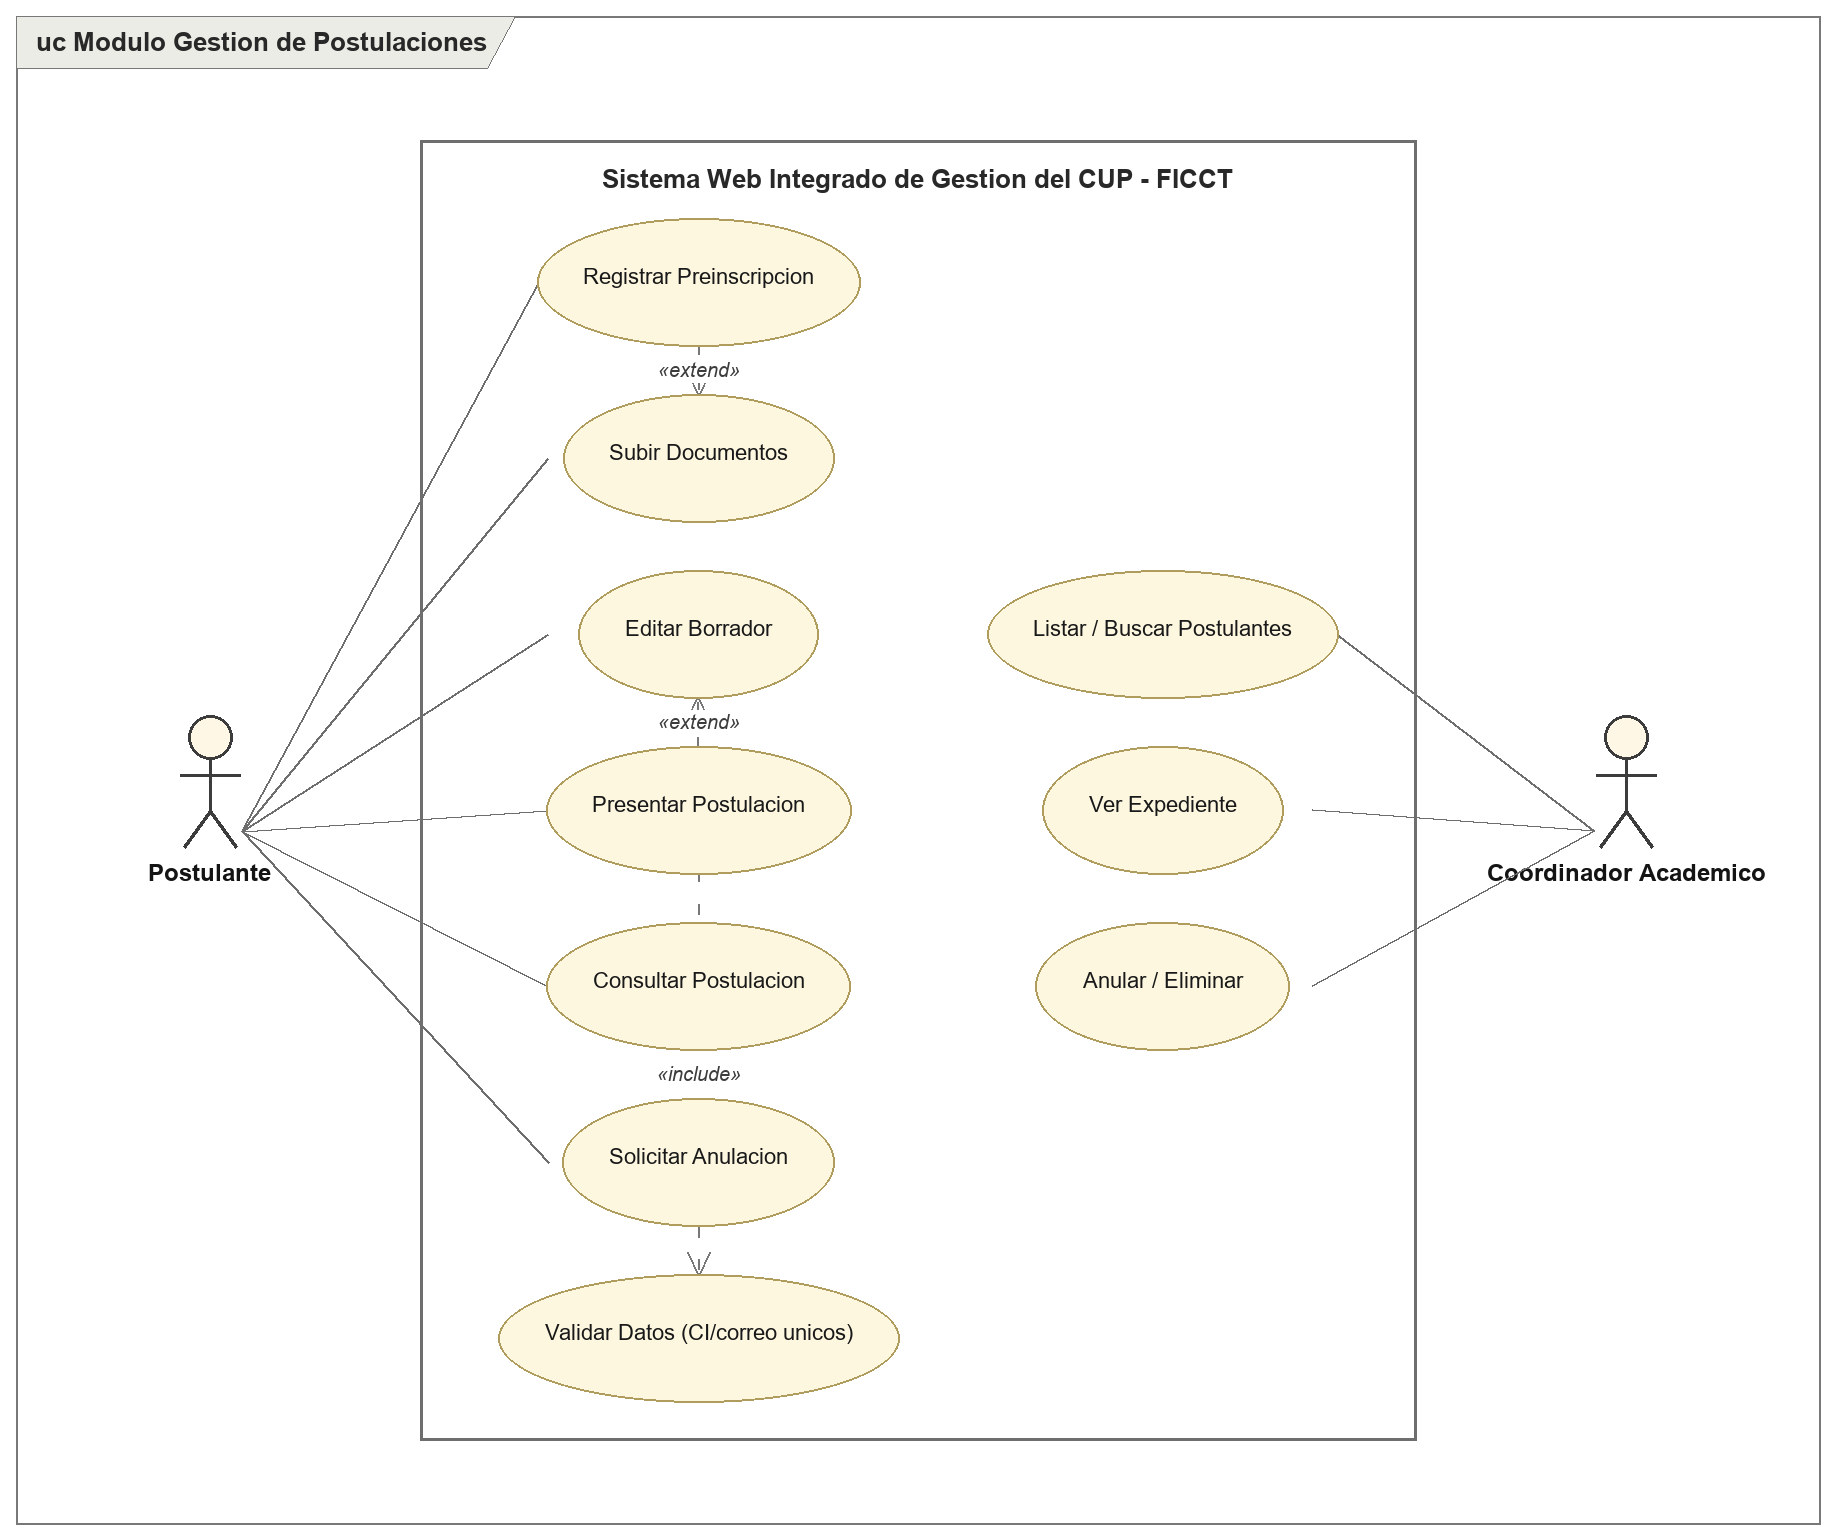 uc Modulo Gestion de Postulaciones
Sistema Web Integrado de Gestion del CUP - FICCT
Registrar Preinscripcion
«extend»
Subir Documentos
Editar Borrador
Listar / Buscar Postulantes
«extend»
Presentar Postulacion
Ver Expediente
Postulante
Coordinador Academico
Consultar Postulacion
Anular / Eliminar
«include»
Solicitar Anulacion
Validar Datos (CI/correo unicos)